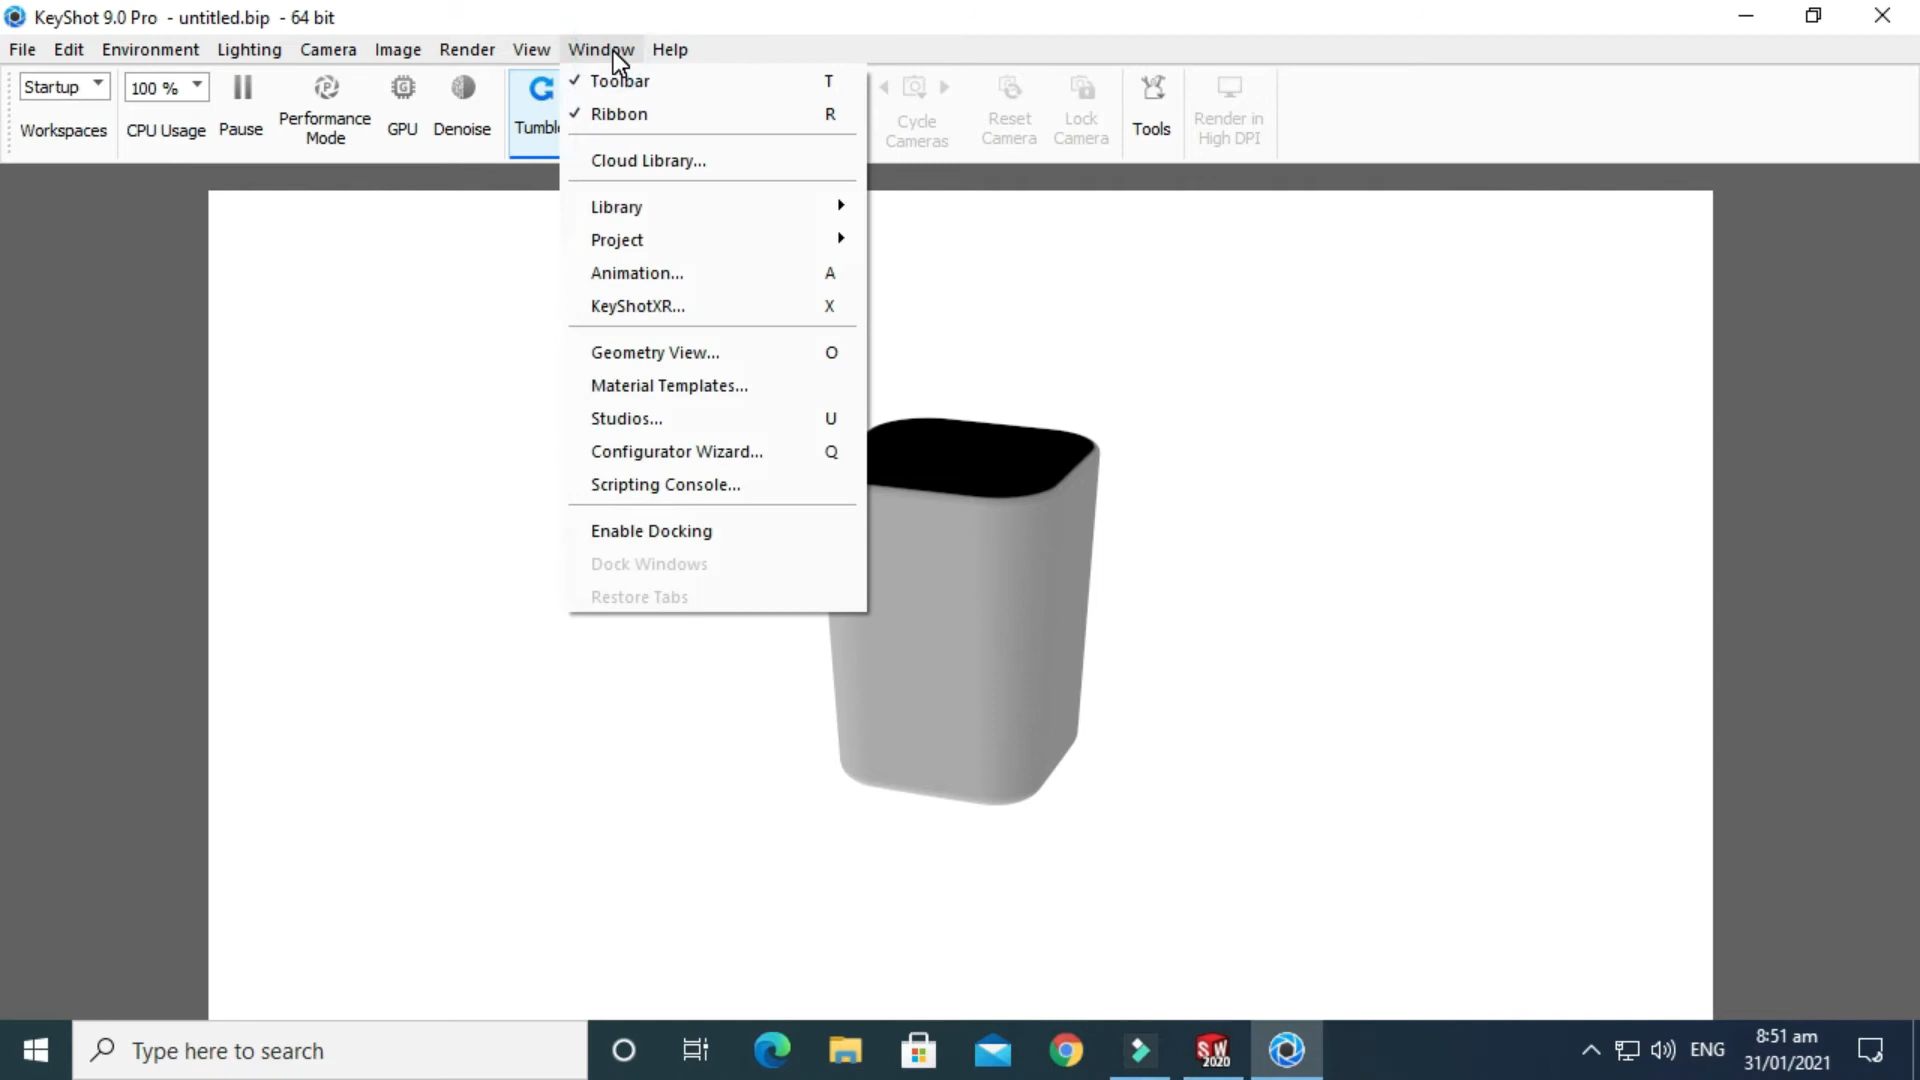 KeyShot 9.0 Pro - untitled.bip - 64 bit
File Edit Environment Lighting Camera Image Render View Window Help
Startup
Workspaces
100 %
CPU Usage
Pause
Performance
Mode
GPU
Denoise
Tumbl
Cycle
Cameras
Reset
Camera
Lock
Camera
Tools
Render in
High DPI
Toolbar T
Ribbon R
Cloud Library...
Library
Project
Animation... A
KeyShotXR... X
Geometry View... O
Material Templates...
Studios... U
Configurator Wizard... Q
Scripting Console...
Enable Docking
Dock Windows
Restore Tabs
Type here to search
SW
2020
ENG
8:51 am
31/01/2021